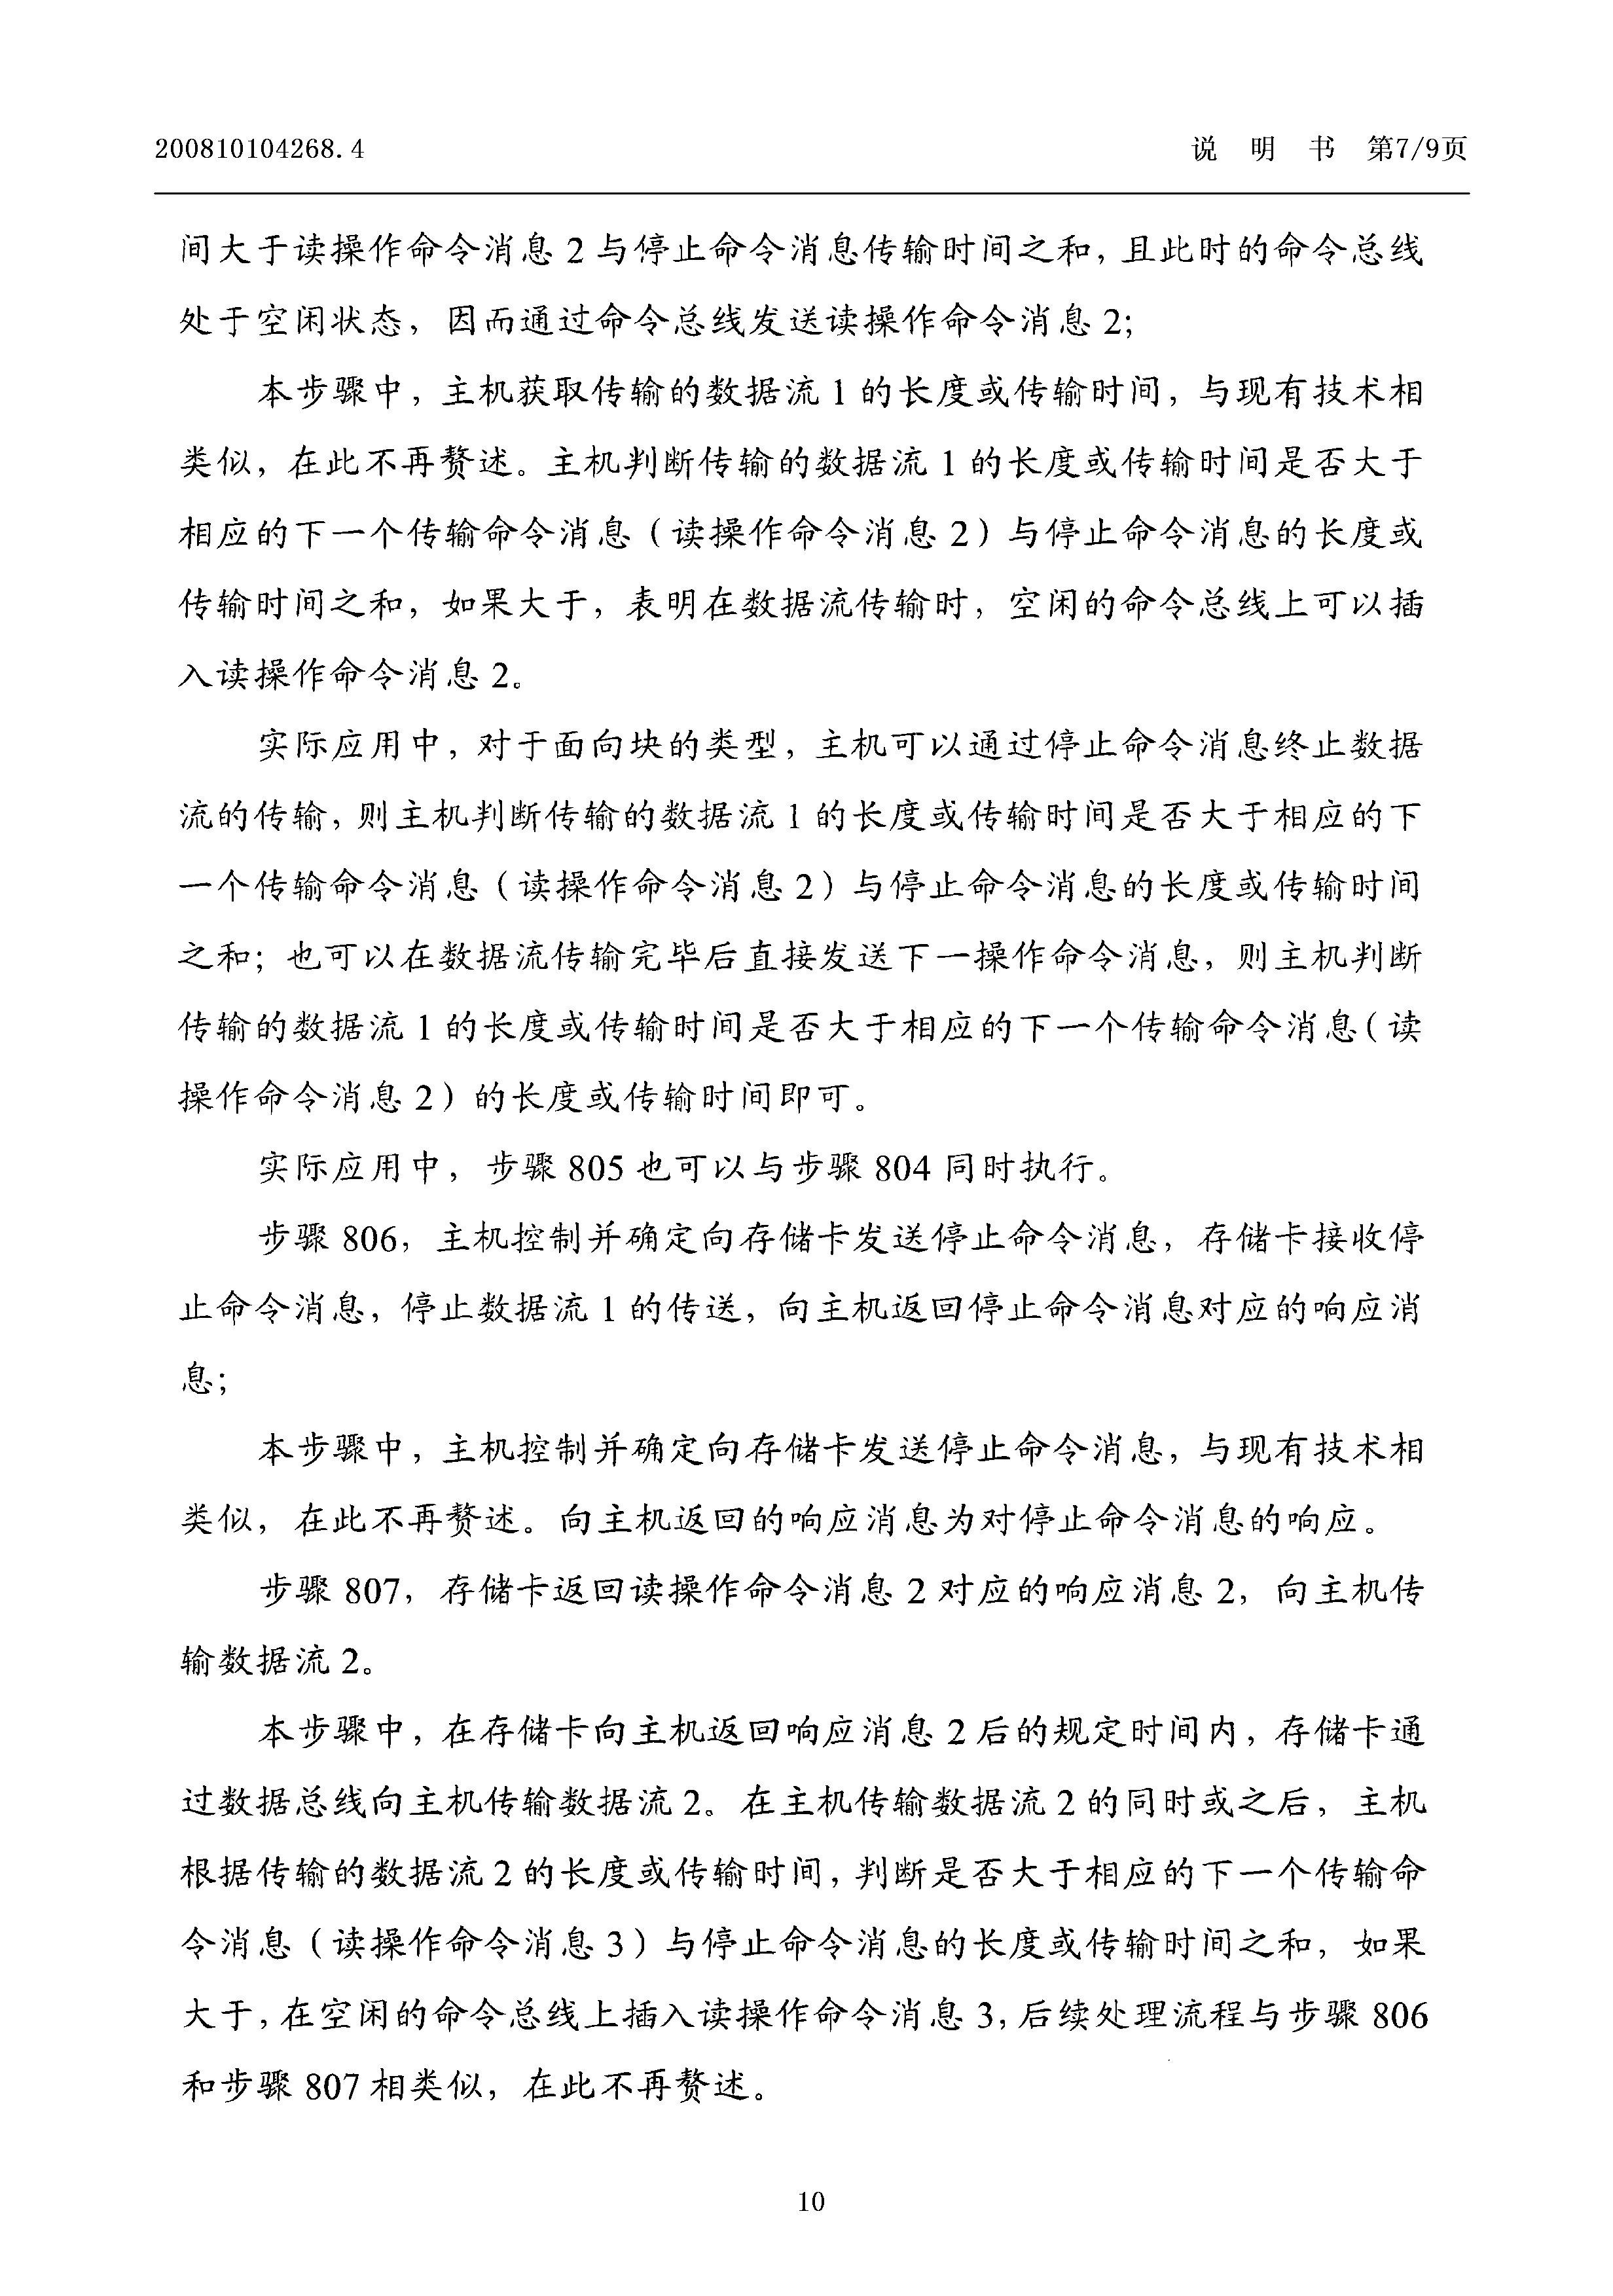 200810104268.4 说 明 书 第7/9页
间大于读操作命令消息 2 与停止命令消息传输时间之和，且此时的命令总线
处于空闲状态，因而通过命令总线发送读操作命令消息 2；
本步骤中，主机获取传输的数据流 1 的长度或传输时间，与现有技术相
类似，在此不再赘述。主机判断传输的数据流 1 的长度或传输时间是否大于
相应的下一个传输命令消息（读操作命令消息 2）与停止命令消息的长度或
传输时间之和，如果大于，表明在数据流传输时，空闲的命令总线上可以插
入读操作命令消息 2。
实际应用中，对于面向块的类型，主机可以通过停止命令消息终止数据
流的传输，则主机判断传输的数据流 1 的长度或传输时间是否大于相应的下
一个传输命令消息（读操作命令消息 2）与停止命令消息的长度或传输时间
之和；也可以在数据流传输完毕后直接发送下一操作命令消息，则主机判断
传输的数据流 1 的长度或传输时间是否大于相应的下一个传输命令消息（读
操作命令消息 2）的长度或传输时间即可。
实际应用中，步骤 805 也可以与步骤 804 同时执行。
步骤 806，主机控制并确定向存储卡发送停止命令消息，存储卡接收停
止命令消息，停止数据流 1 的传送，向主机返回停止命令消息对应的响应消
息；
本步骤中，主机控制并确定向存储卡发送停止命令消息，与现有技术相
类似，在此不再赘述。向主机返回的响应消息为对停止命令消息的响应。
步骤 807，存储卡返回读操作命令消息 2 对应的响应消息 2，向主机传
输数据流 2。
本步骤中，在存储卡向主机返回响应消息 2 后的规定时间内，存储卡通
过数据总线向主机传输数据流 2。在主机传输数据流 2 的同时或之后，主机
根据传输的数据流 2 的长度或传输时间，判断是否大于相应的下一个传输命
令消息（读操作命令消息 3）与停止命令消息的长度或传输时间之和，如果
大于，在空闲的命令总线上插入读操作命令消息 3，后续处理流程与步骤 806
和步骤 807 相类似，在此不再赘述。
10